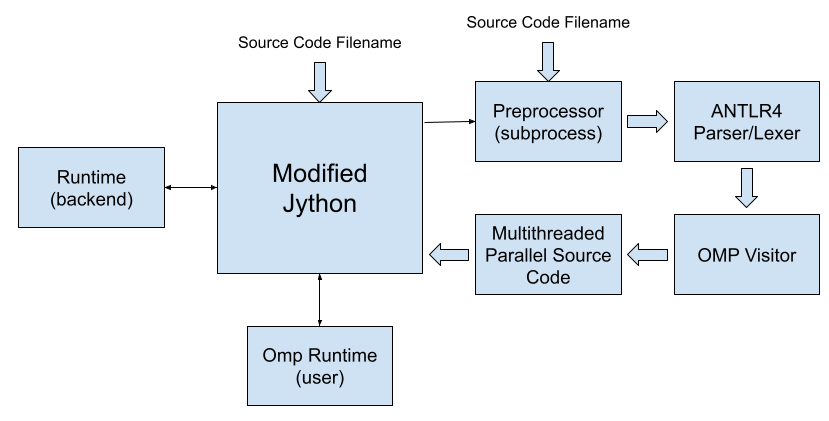 Source Code Filename
Source Code Filename
Preprocessor
(subprocess)
ANTLR4
Parser/Lexer
Modified
Jython
Runtime
(backend)
Multithreaded
Parallel Source
Code
OMP Visitor
Omp Runtime
(user)